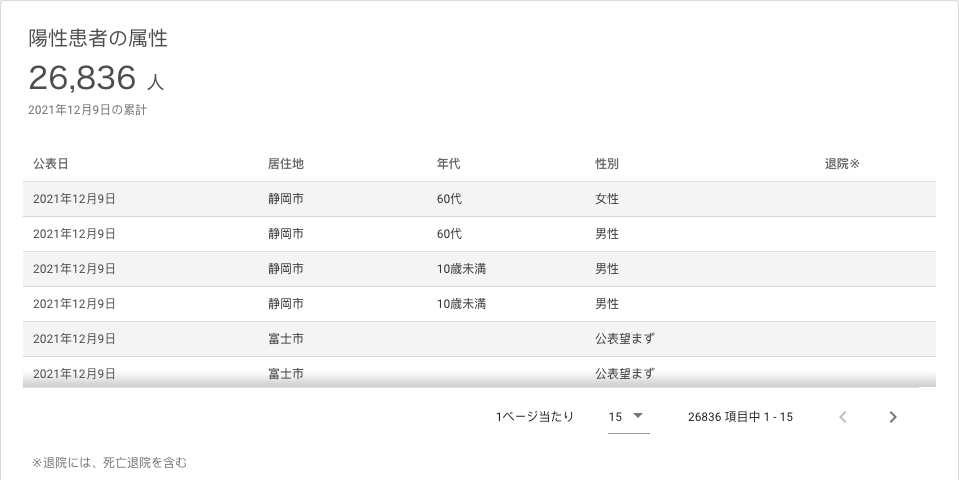 陽性患者の属性
26,836 人
2021年12月9日の累計
公表日 居住地 年代 性別 退院※
2021年12月9日 静岡市 60代 女性
2021年12月9日 静岡市 60代 男性
2021年12月9日 静岡市 10歳未満 男性
2021年12月9日 静岡市 10歳未満 男性
2021年12月9日 富士市 公表望まず
2021年12月9日 富士市 公表望まず
1ページ当たり 15 26836 項目中 1 - 15
※退院には、死亡退院を含む